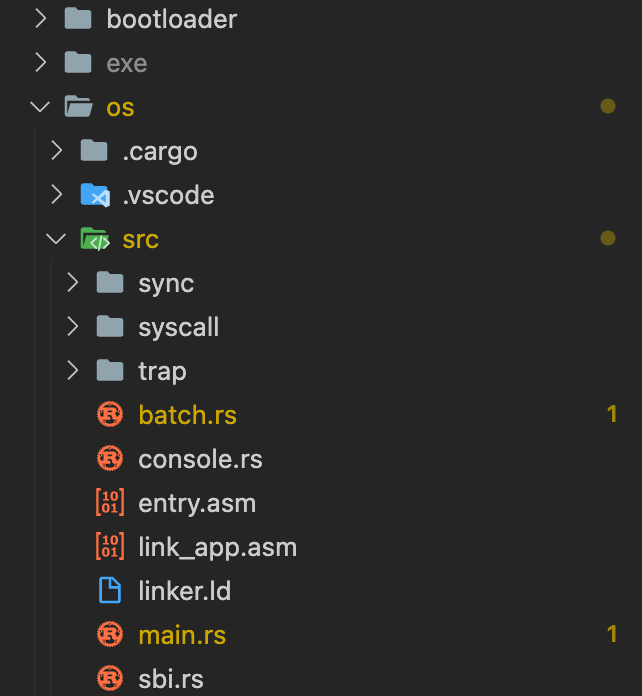 bootloader
exe
os
.cargo
.vscode
src
sync
syscall
trap
batch.rs 1
console.rs
entry.asm
link_app.asm
linker.ld
main.rs 1
sbi.rs